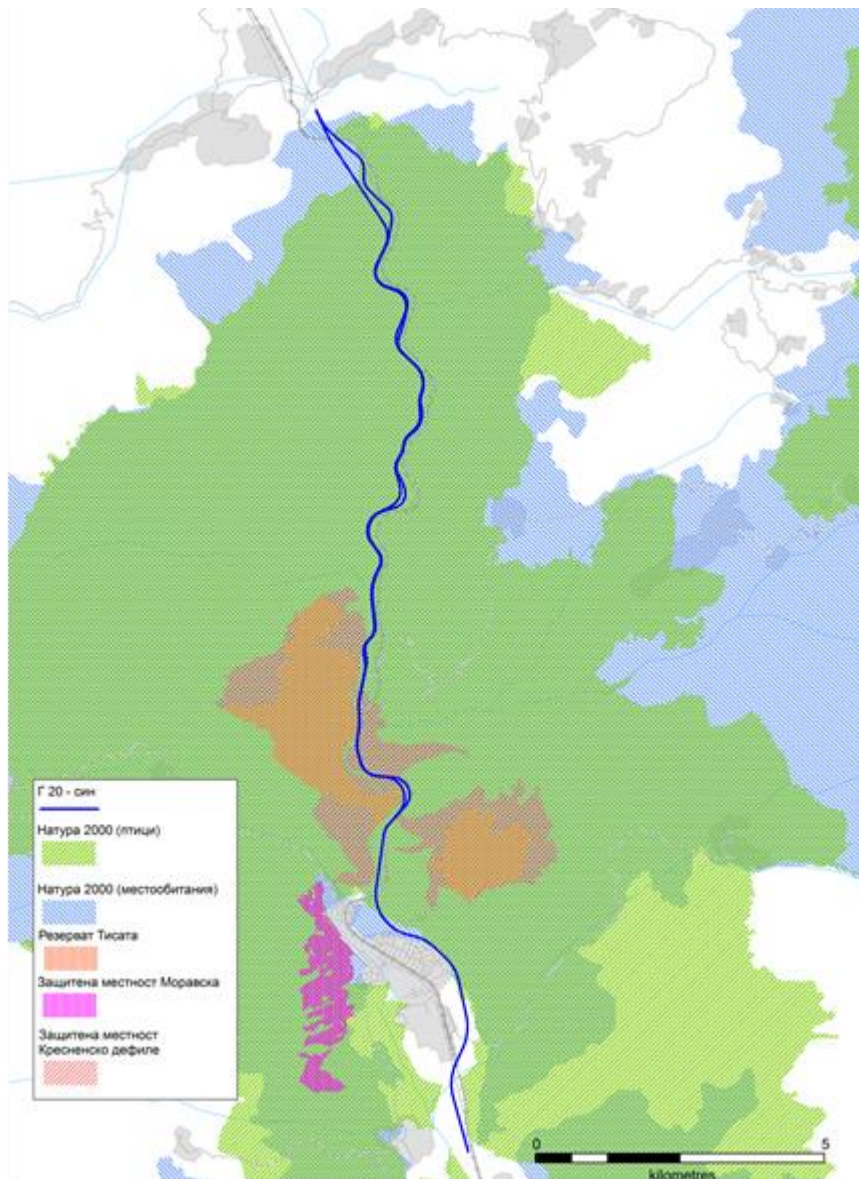 Г 20 - син
Натура 2000 (птици)
Натура 2000 (местообитания)
Резерват Тисата
Защитена местност Моравска
Защитена местност
Кресненско дефиле
0 5
kilometres